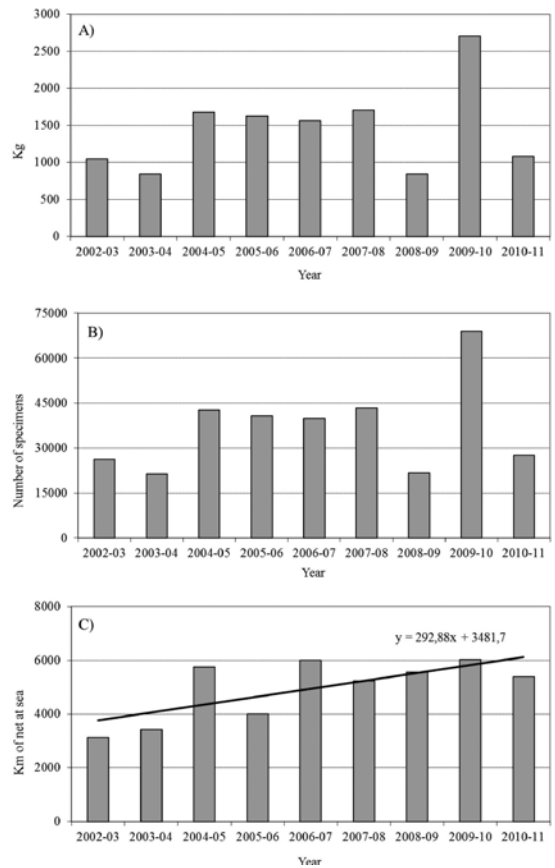 A)
3000
2500
2000
1500
1000
500
0
Kg
2002-03 2003-04 2004-05 2005-06 2006-07 2007-08 2008-09 2009-10 2010-11
Year
B)
75000
60000
45000
30000
15000
0
Number of specimens
2002-03 2003-04 2004-05 2005-06 2006-07 2007-08 2008-09 2009-10 2010-11
Year
C)
8000
6000
4000
2000
0
Km of net at sea
y = 292,88x + 3481,7
2002-03 2003-04 2004-05 2005-06 2006-07 2007-08 2008-09 2009-10 2010-11
Year